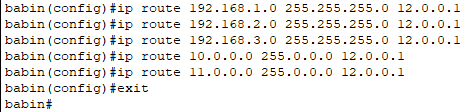 babin(config)#ip route 192.168.1.0 255.255.255.0 12.0.0.1
babin(config)#ip route 192.168.2.0 255.255.255.0 12.0.0.1
babin(config)#ip route 192.168.3.0 255.255.255.0 12.0.0.1
babin(config)#ip route 10.0.0.0 255.0.0.0 12.0.0.1
babin(config)#ip route 11.0.0.0 255.0.0.0 12.0.0.1
babin(config)#exit
babin#